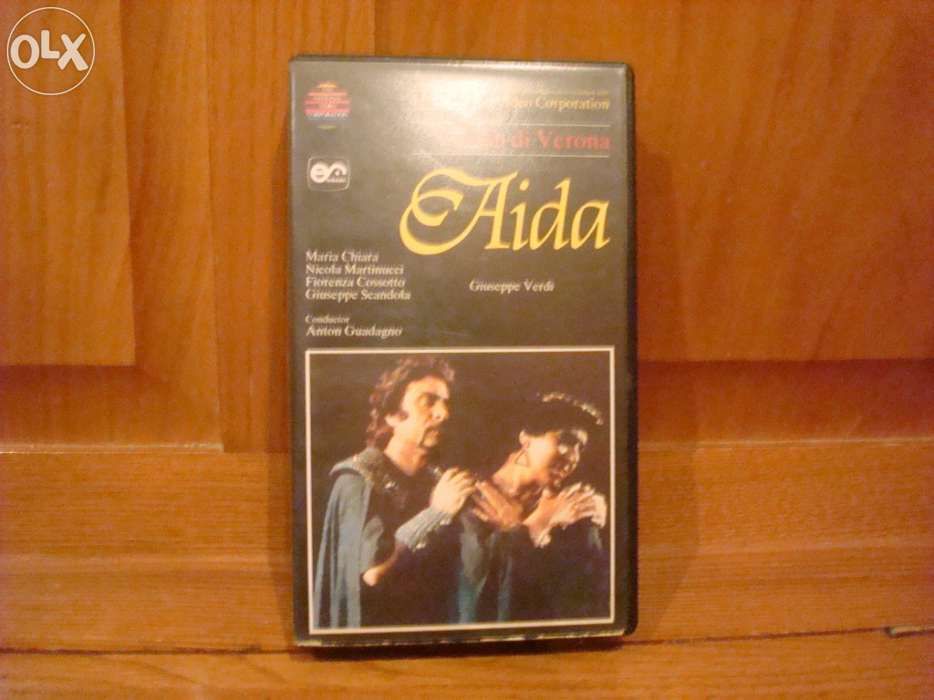 OLX
Video Corporation
di Verona
Aida
Maria Chiara
Nicola Martinucci
Fiorenza Cossotto
Giuseppe Scandola
Giuseppe Verdi
Conductor
Anton Guadagno